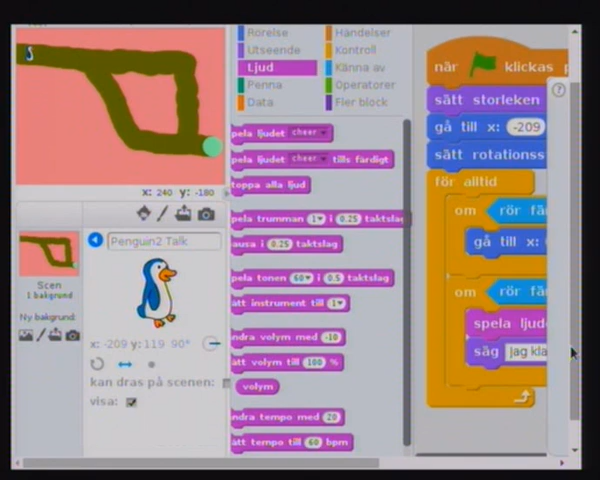 Rörelse
Utseende
Ljud
Penna
Data
Händelser
Kontroll
Känna av
Operatorer
Fler block
pela ljudet cheer
pela ljudet cheer tills färdigt
toppa alla ljud
pela trumman 1 i 0.25 taktslag
ausa i 0.25 taktslag
pela tonen 60 i 0.5 taktslag
ätt instrument till 1
ndra volym med -10
ätt volym till 100 %
volym
ndra tempo med 20
ätt tempo till 60 bpm
x: 240 y: -180
Scen
1 bakgrund
Ny bakgrund:
Penguin2 Talk
x: -209 y: 119 90°
kan dras på scenen:
visa:
när klickas p
sätt storleken
gå till x: -209
sätt rotationss
för alltid
om rör fär
gå till x:
om rör fär
spela ljude
säg Jag kla
?